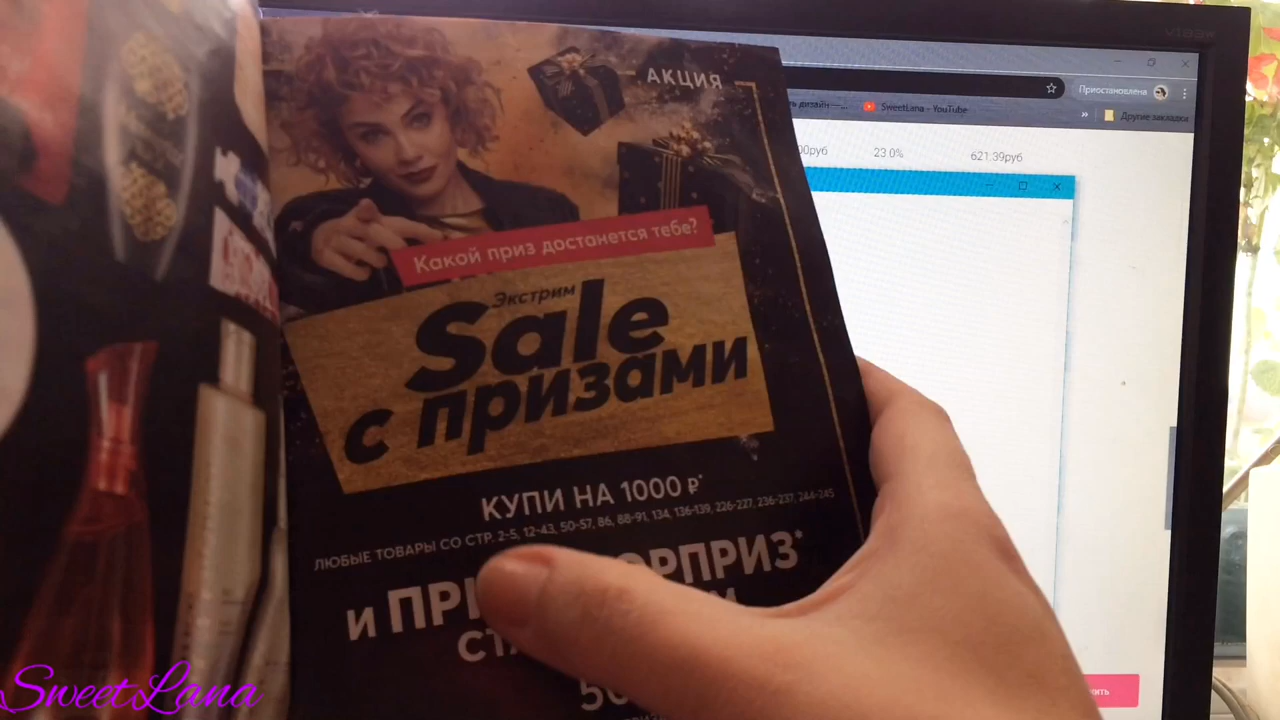 АКЦИЯ
Какой приз достанется тебе?
Экстрим
Sale
с призами
КУПИ НА 1000 ₽*
ЛЮБЫЕ ТОВАРЫ СО СТР. 2-5, 12-43, 50-57, 86, 88-91, 134, 136-139, 226-227, 236-237, 244-245
и
Приостановлена
дизайн —...
SweetLana - YouTube
»
Другие закладки
23.0%
621.39руб
SweetLana